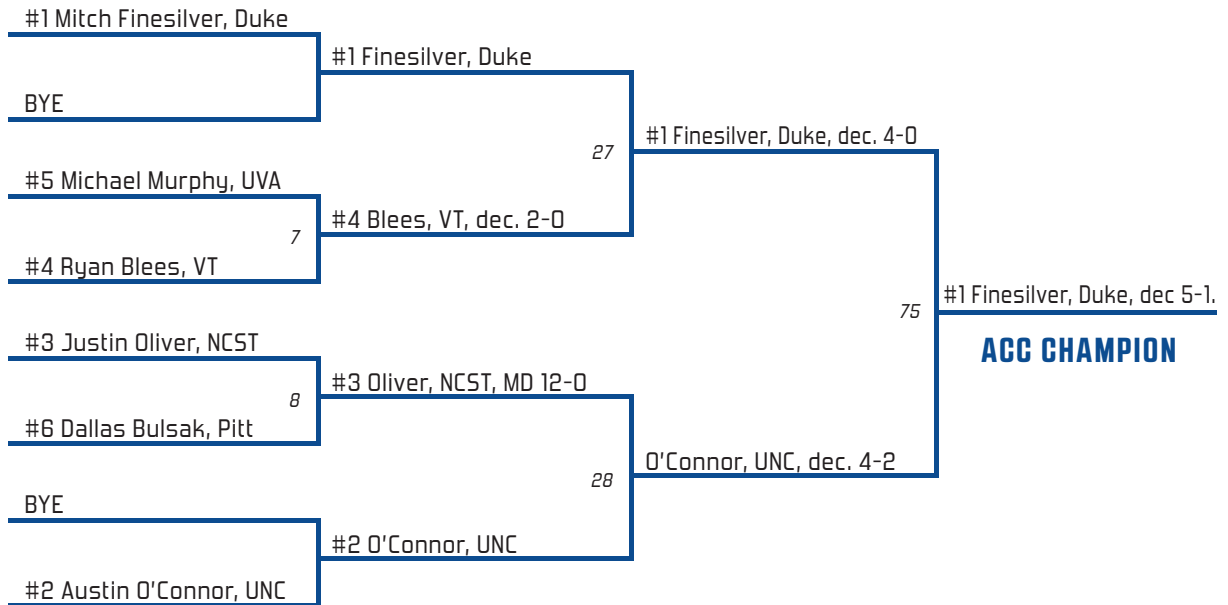 #1 Mitch Finesilver, Duke
BYE
#1 Finesilver, Duke
#5 Michael Murphy, UVA
7
#4 Ryan Blees, VT
#4 Blees, VT, dec. 2-0
27
#1 Finesilver, Duke, dec. 4-0
#3 Justin Oliver, NCST
8
#6 Dallas Bulsak, Pitt
#3 Oliver, NCST, MD 12-0
BYE
#2 Austin O'Connor, UNC
#2 O'Connor, UNC
28
O'Connor, UNC, dec. 4-2
75
#1 Finesilver, Duke, dec 5-1.
ACC CHAMPION